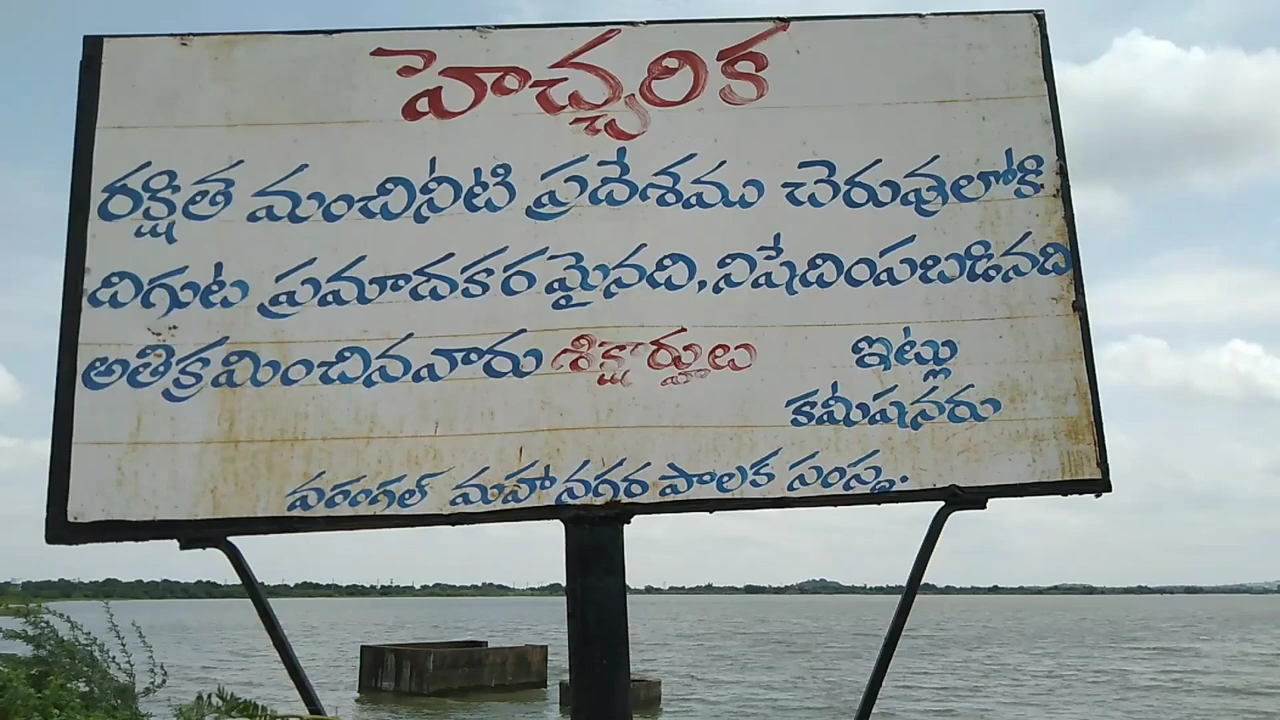 హెచ్చరిక
రక్షిత మంచినీటి ప్రదేశము చెరువులోకి
దిగుట ప్రమాదకరమైనది, నిషేదింపబడినది
అతిక్రమించినవారు శిక్షార్హులు ఇట్లు
కమీషనరు
వరంగల్ మహానగర పాలక సంస్థ.